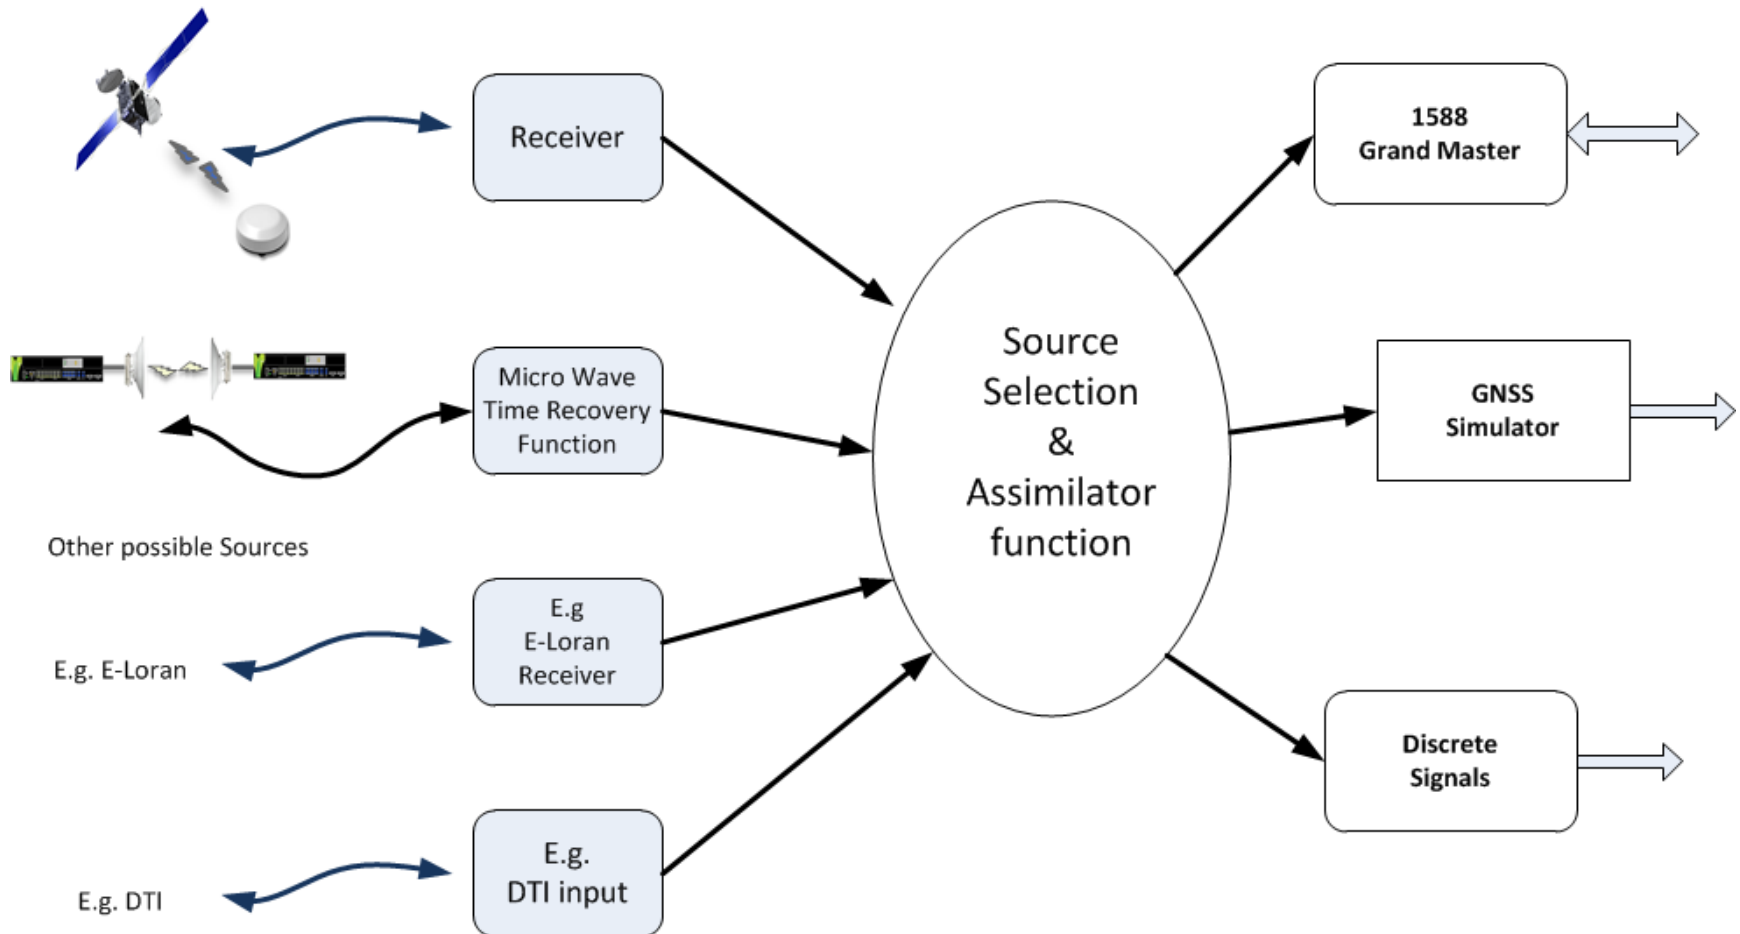 Receiver
1588
Grand Master
Source
Selection
&
Assimilator
function
Micro Wave
Time Recovery
Function
GNSS
Simulator
Other possible Sources
E.g
E-Loran
Receiver
E.g. E-Loran
Discrete
Signals
E.g.
DTI input
E.g. DTI